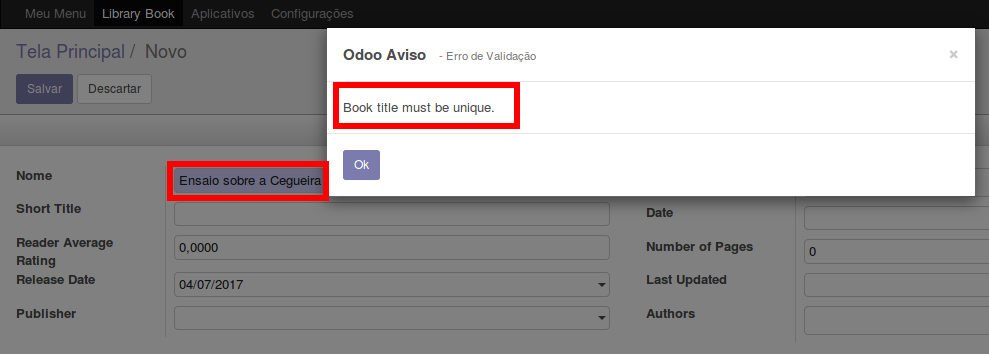 Meu Menu Library Book Aplicativos Configurações
Tela Principal / Novo
Salvar Descartar
Odoo Aviso - Erro de Validação ×
Book title must be unique.
Ok
Nome Ensaio sobre a Cegueira
Short Title
Date
Reader Average
Rating 0,0000
Number of Pages 0
Release Date 04/07/2017
Last Updated
Publisher
Authors